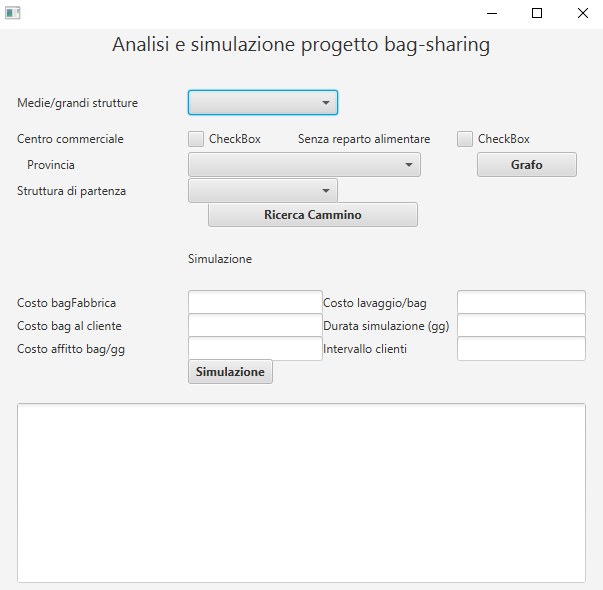 Analisi e simulazione progetto bag-sharing
Medie/grandi strutture
Centro commerciale CheckBox Senza reparto alimentare CheckBox
Provincia Grafo
Struttura di partenza
Ricerca Cammino
Simulazione
Costo bagFabbrica Costo lavaggio/bag
Costo bag al cliente Durata simulazione (gg)
Costo affitto bag/gg Intervallo clienti
Simulazione